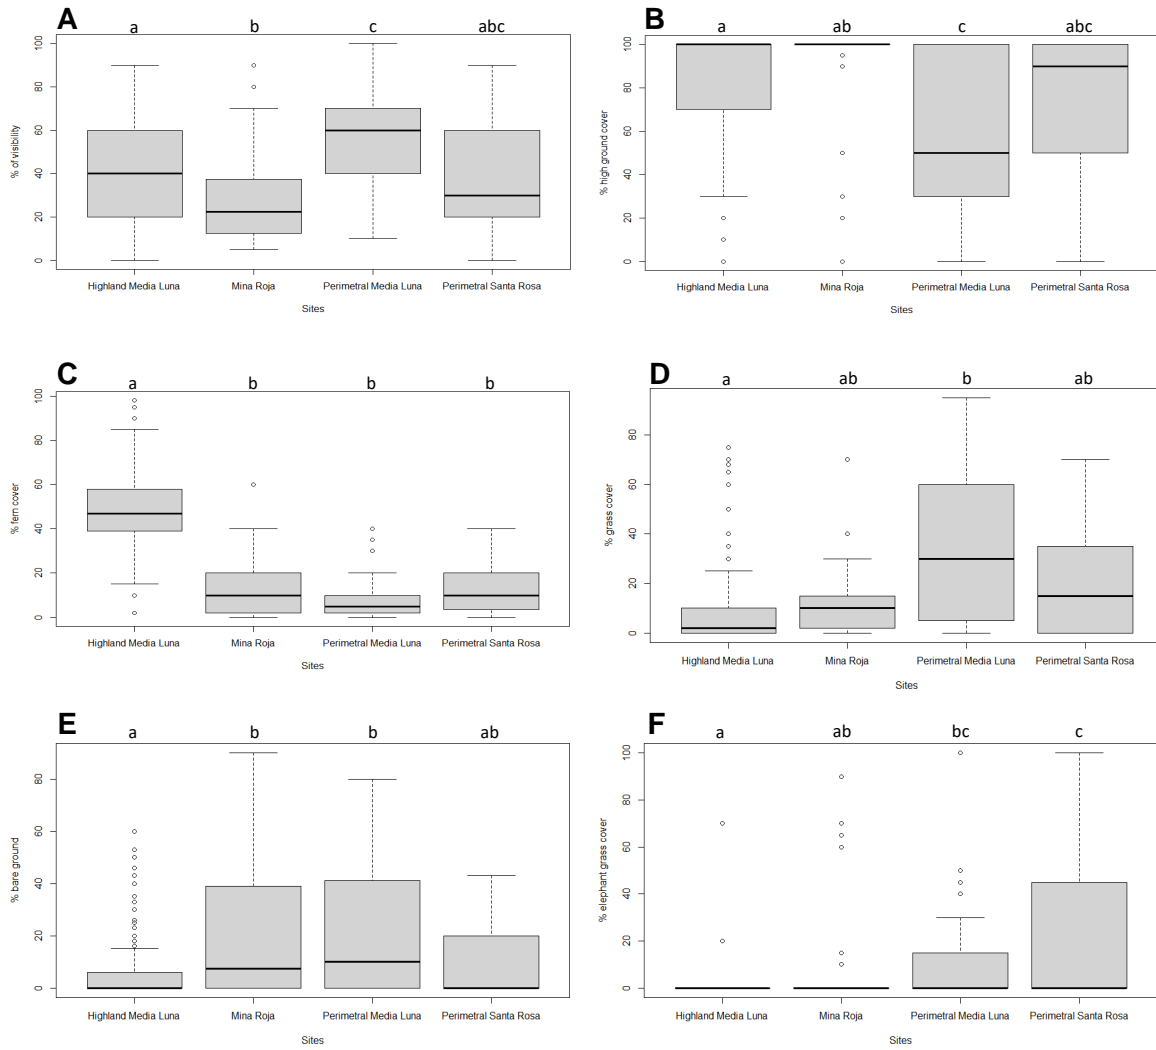 A
a b c abc
% of visibility
100
80
60
40
20
0
Highland Media Luna Mina Roja Perimetral Media Luna Perimetral Santa Rosa
Sites
B
a ab c abc
% high ground cover
100
80
60
40
20
0
Highland Media Luna Mina Roja Perimetral Media Luna Perimetral Santa Rosa
Sites
C
a b b b
% fern cover
100
80
60
40
20
0
Highland Media Luna Mina Roja Perimetral Media Luna Perimetral Santa Rosa
Sites
D
a ab b ab
% grass cover
80
60
40
20
0
Highland Media Luna Mina Roja Perimetral Media Luna Perimetral Santa Rosa
Sites
E
a b b ab
% bare ground
80
60
40
20
0
Highland Media Luna Mina Roja Perimetral Media Luna Perimetral Santa Rosa
Sites
F
a ab bc c
% elephant grass cover
100
80
60
40
20
0
Highland Media Luna Mina Roja Perimetral Media Luna Perimetral Santa Rosa
Sites